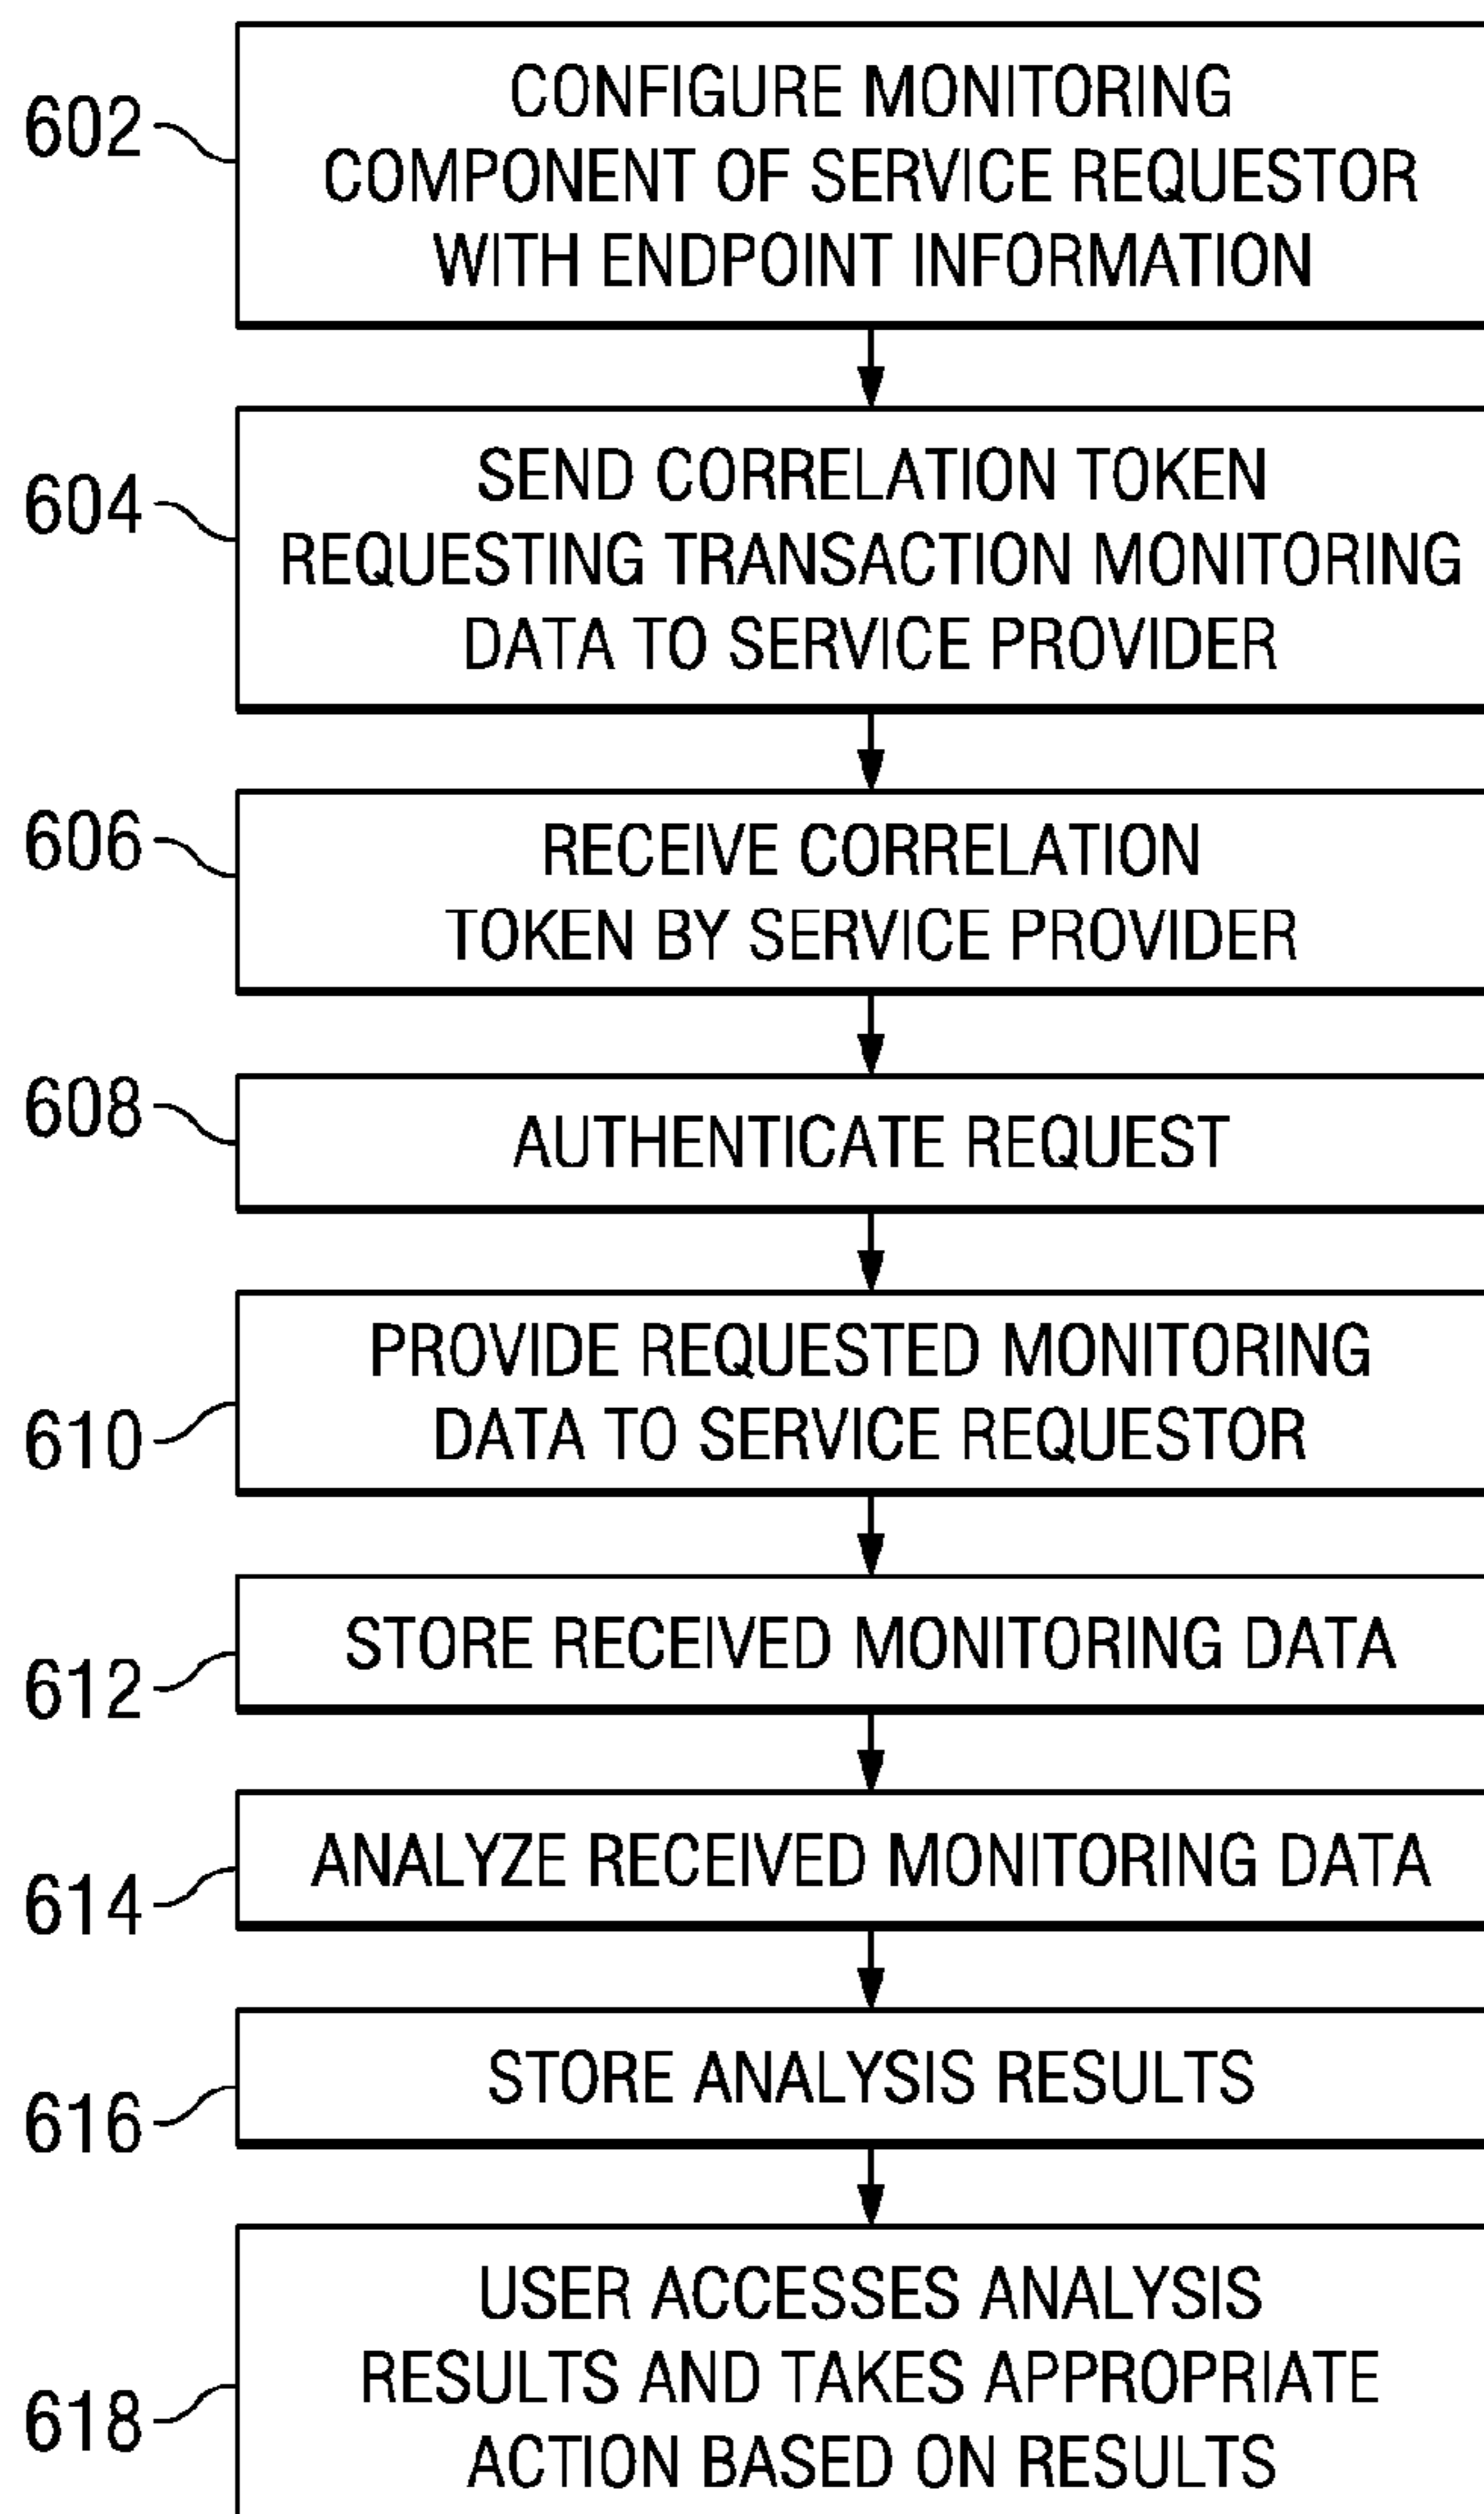 602
CONFIGURE MONITORING
COMPONENT OF SERVICE REQUESTOR
WITH ENDPOINT INFORMATION
604
SEND CORRELATION TOKEN
REQUESTING TRANSACTION MONITORING
DATA TO SERVICE PROVIDER
606
RECEIVE CORRELATION
TOKEN BY SERVICE PROVIDER
608
AUTHENTICATE REQUEST
610
PROVIDE REQUESTED MONITORING
DATA TO SERVICE REQUESTOR
612
STORE RECEIVED MONITORING DATA
614
ANALYZE RECEIVED MONITORING DATA
616
STORE ANALYSIS RESULTS
618
USER ACCESSES ANALYSIS
RESULTS AND TAKES APPROPRIATE
ACTION BASED ON RESULTS